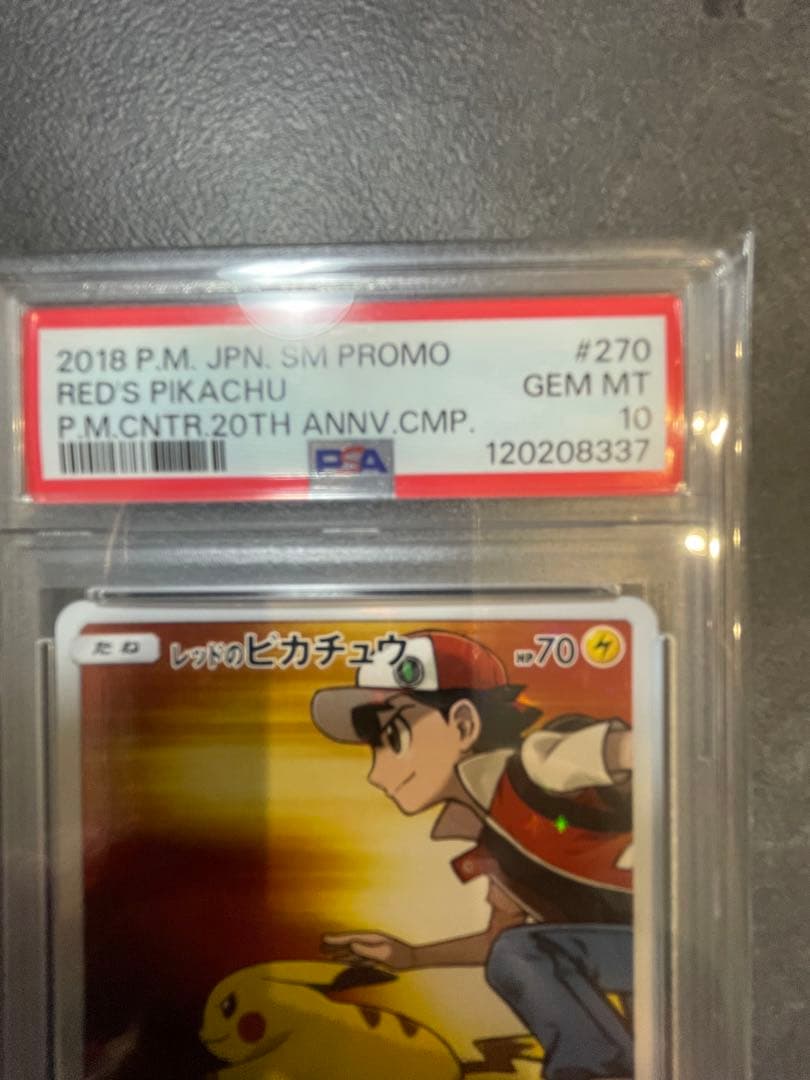 2018 P.M. JPN. SM PROMO #270
RED'S PIKACHU GEM MT
P.M.CNTR.20TH ANNV.CMP. 10
PSA 120208337
たね レッドのピカチュウ HP70